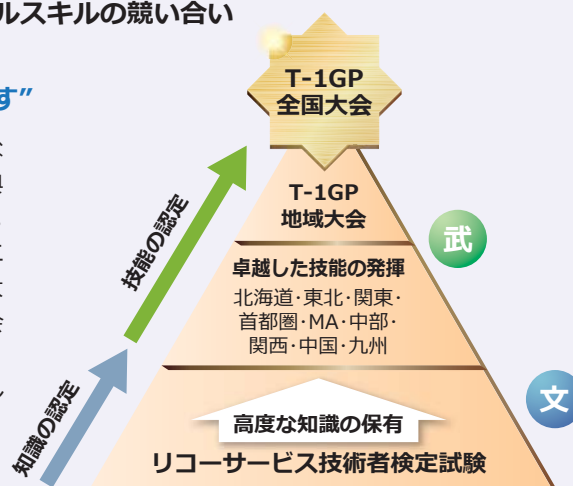 ルスキルの競い合い
す”
T-1GP
全国大会
T-1GP
地域大会
技能の認定
武
卓越した技能の発揮
北海道・東北・関東・
首都圏・MA・中部・
関西・中国・九州
知識の認定
文
高度な知識の保有
リコーサービス技術者検定試験